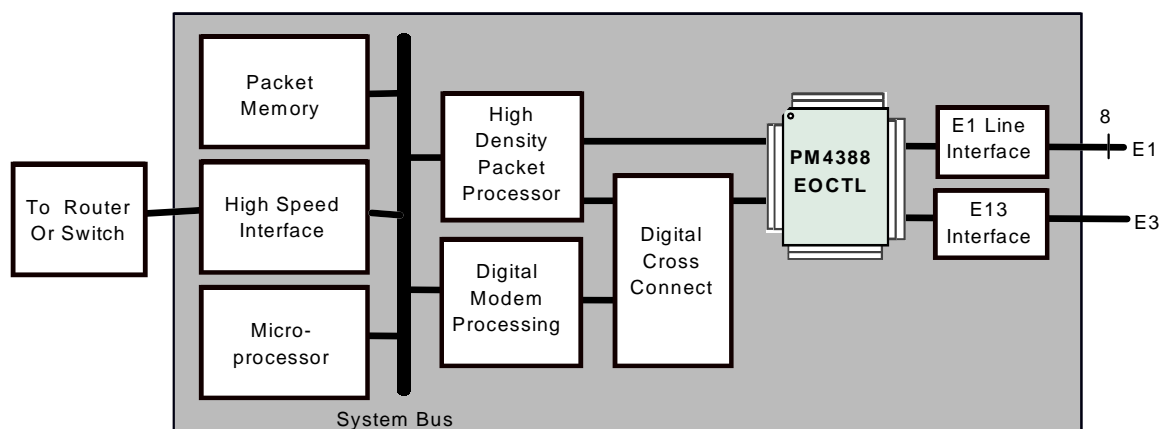 To Router
Or Switch
Packet
Memory
High Speed
Interface
Micro-
processor
System Bus
High
Density
Packet
Processor
Digital
Modem
Processing
Digital
Cross
Connect
PM4388
EOCTL
E1 Line
Interface
E13
Interface
8
E1
E3